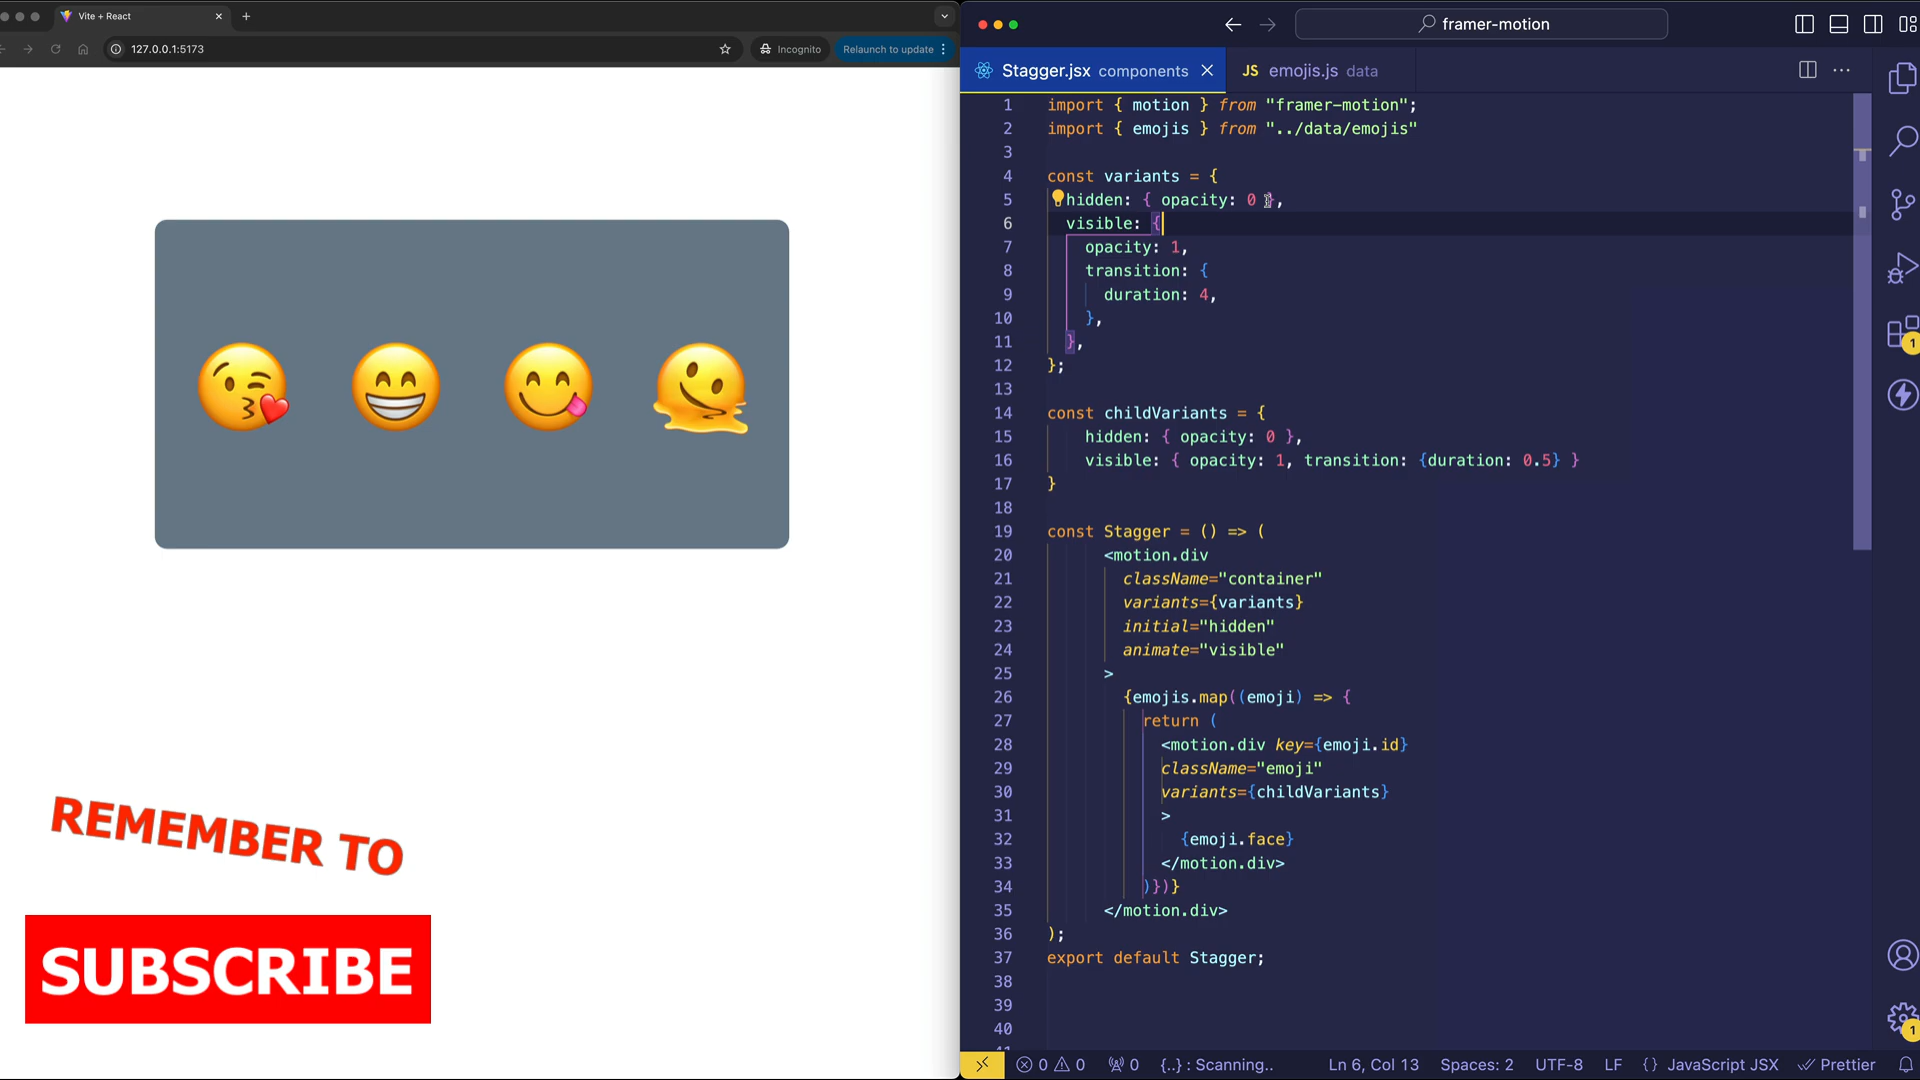 Vite + React
127.0.0.1:5173
Incognito
Relaunch to update
REMEMBER TO
SUBSCRIBE
framer-motion
Stagger.jsx components
JS emojis.js data
1 import { motion } from "framer-motion";
2 import { emojis } from "../data/emojis"
3
4 const variants = {
5 hidden: { opacity: 0 },
6 visible: {
7 opacity: 1,
8 transition: {
9 duration: 4,
10 },
11 },
12 };
13
14 const childVariants = {
15 hidden: { opacity: 0 },
16 visible: { opacity: 1, transition: {duration: 0.5} }
17 }
18
19 const Stagger = () => (
20 <motion.div
21 className="container"
22 variants={variants}
23 initial="hidden"
24 animate="visible"
25 >
26 {emojis.map((emoji) => {
27 return (
28 <motion.div key={emoji.id}
29 className="emoji"
30 variants={childVariants}
31 >
32 {emoji.face}
33 </motion.div>
34 )})}
35 </motion.div>
36 );
37 export default Stagger;
38
39
40
1
1
0 0 0 {..} : Scanning.. Ln 6, Col 13 Spaces: 2 UTF-8 LF {} JavaScript JSX Prettier